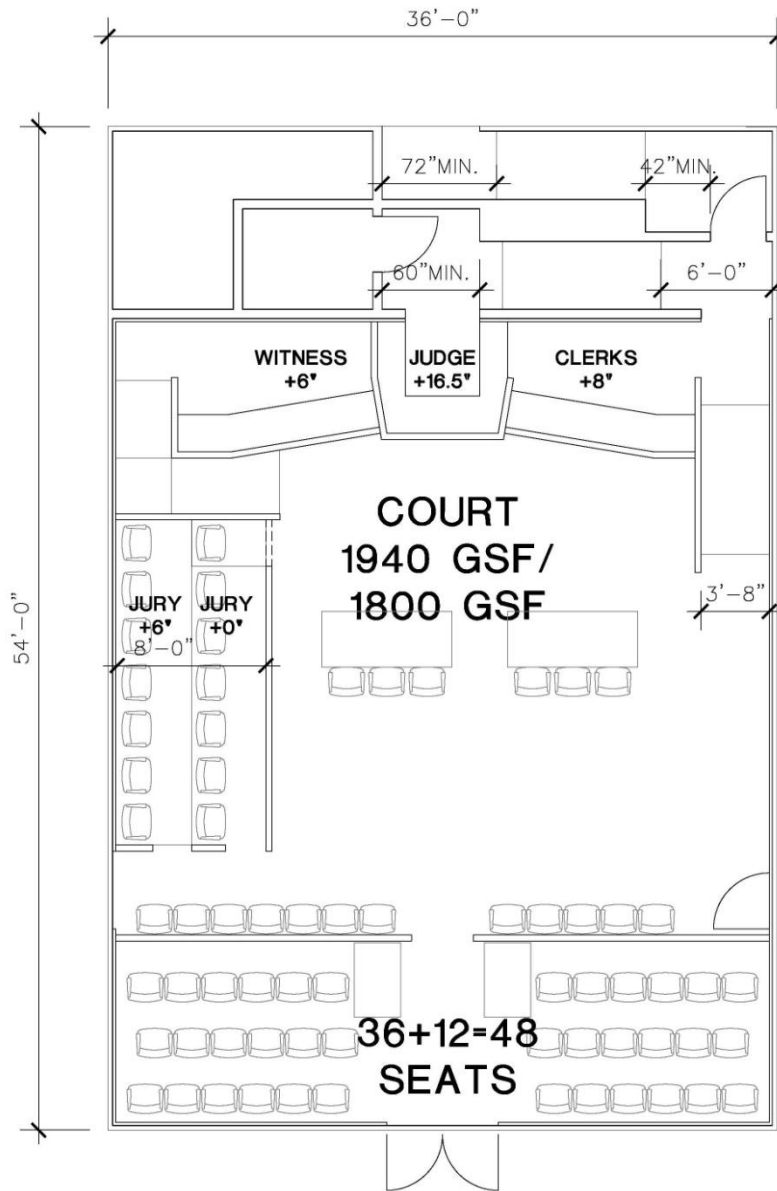 36'-0"
72"MIN.
42"MIN.
60"MIN.
6'-0"
WITNESS
+6"
JUDGE
+16.5"
CLERKS
+8"
COURT
1940 GSF/
1800 GSF
54'-0"
3'-8"
JURY
+6"
JURY
+0"
8'-0"
36+12=48
SEATS